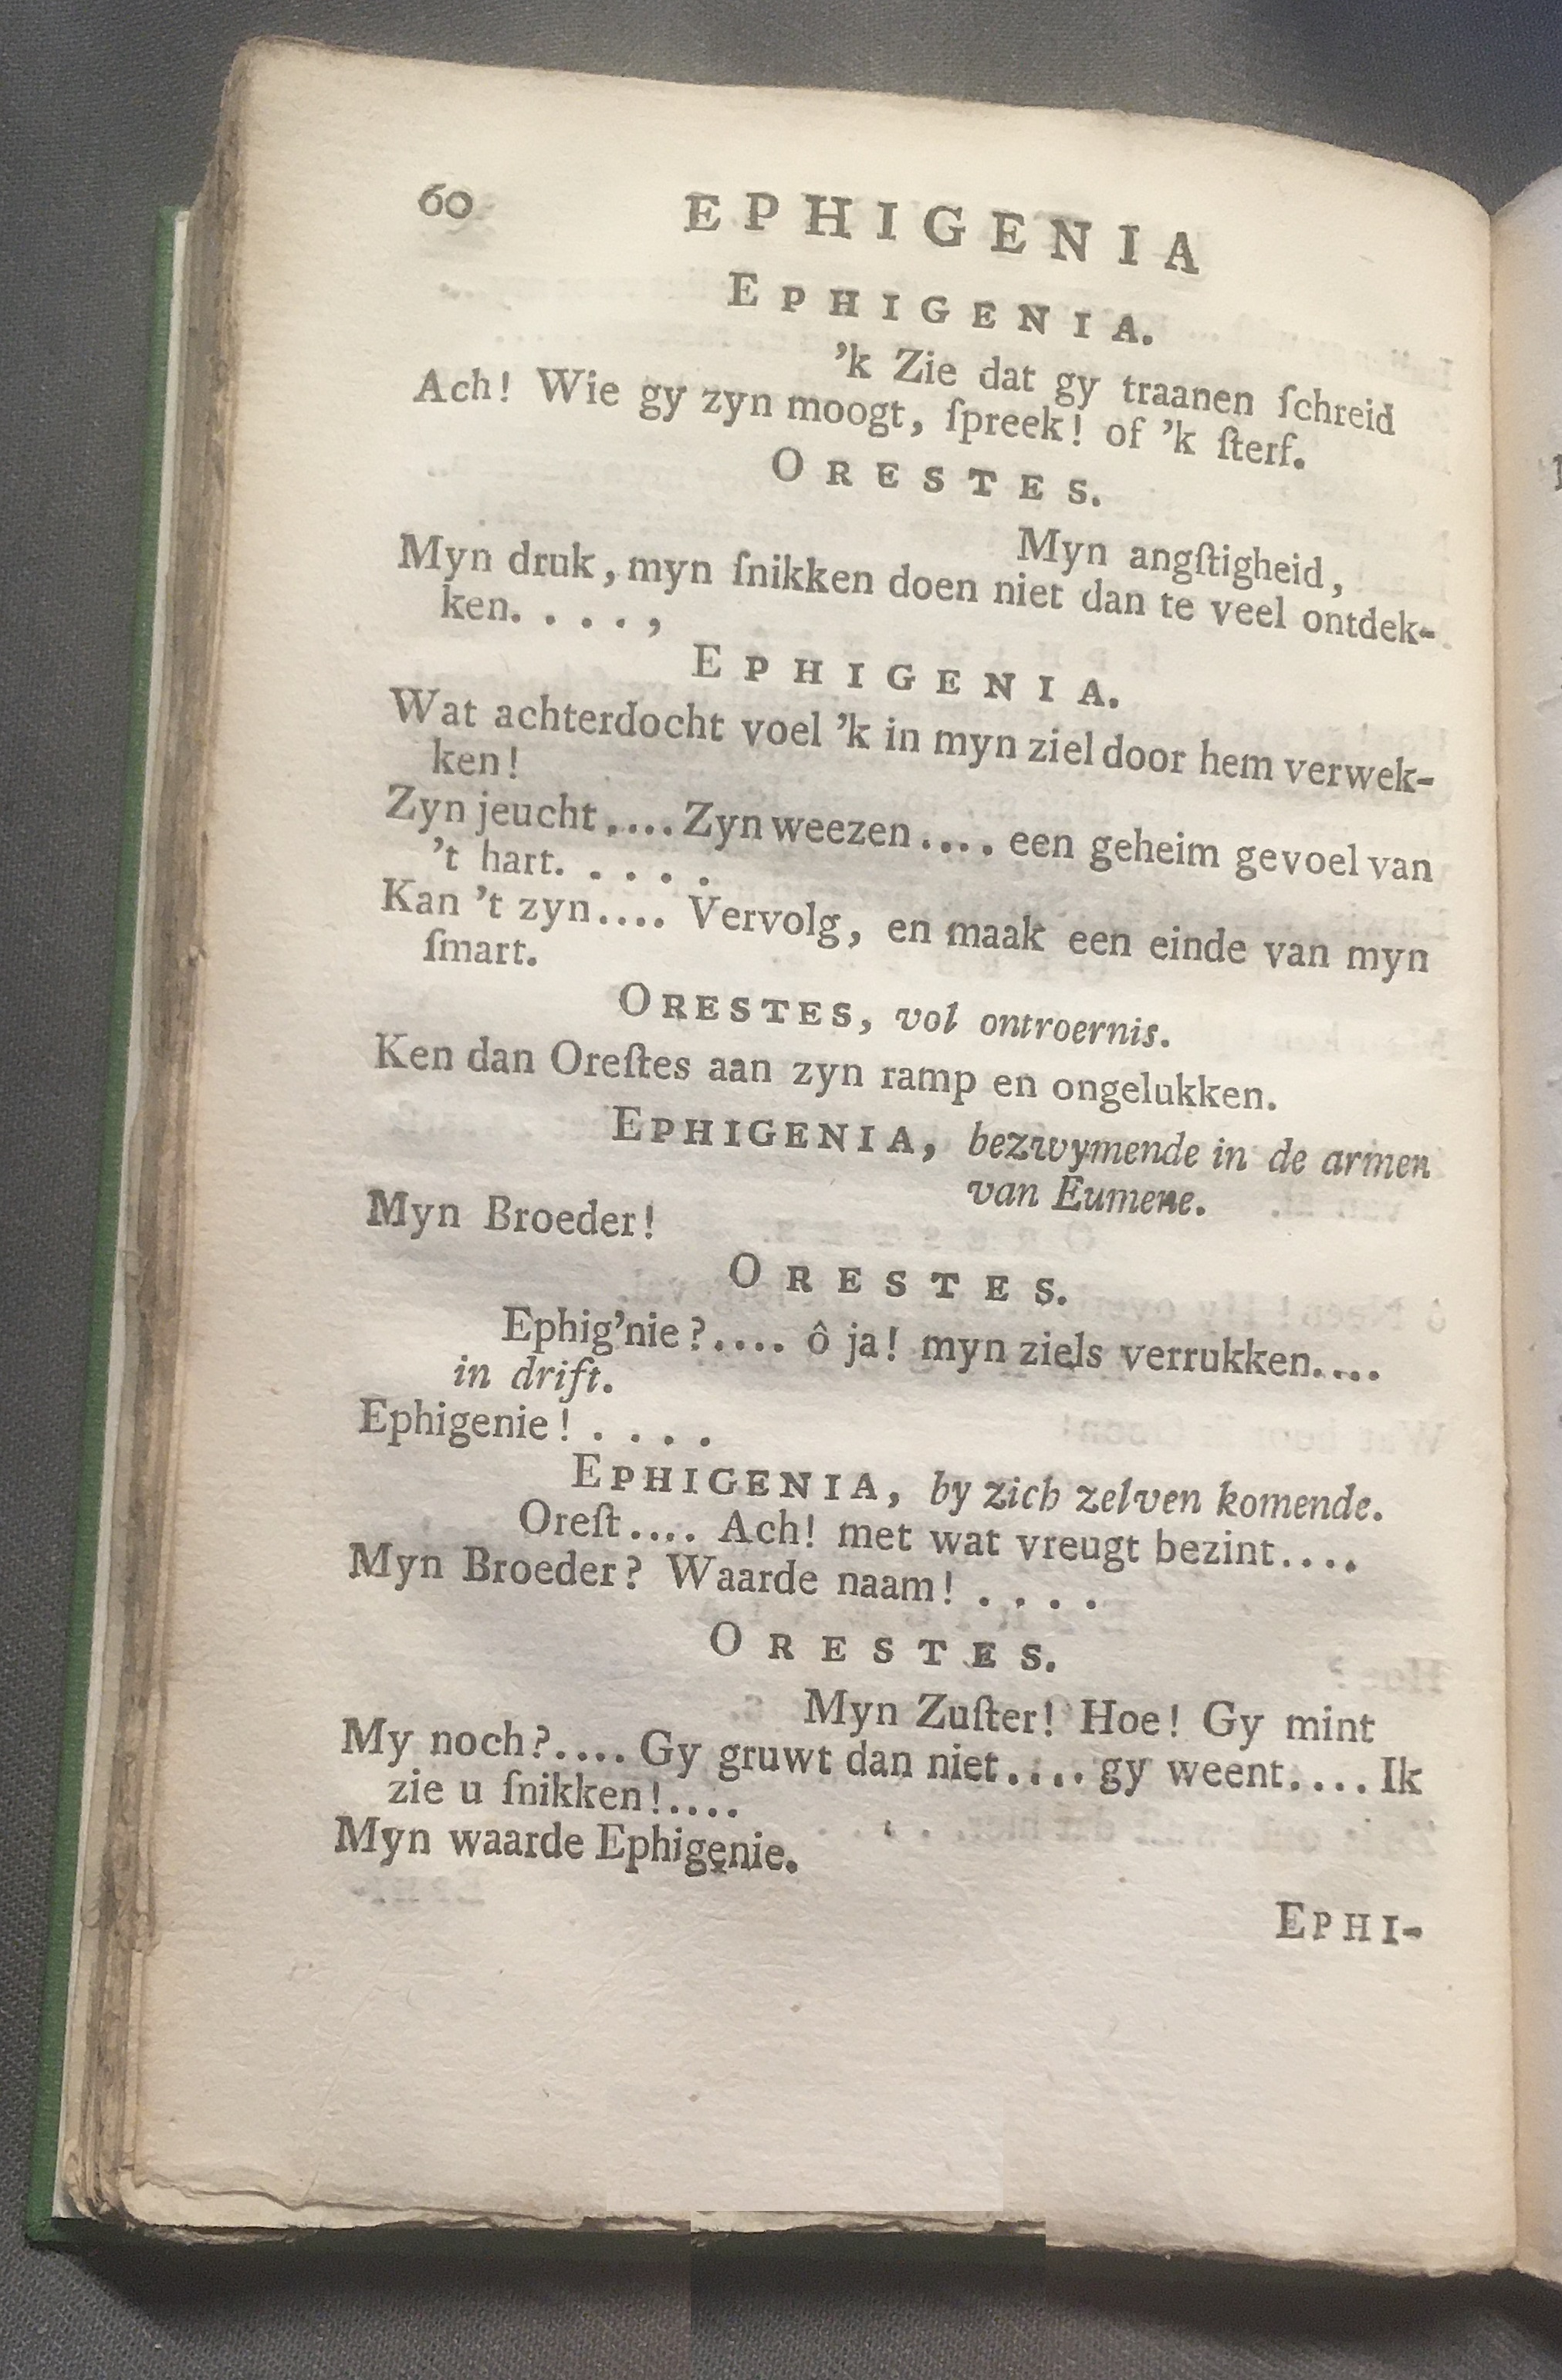 60 EPHIGENIA
EPHIGENIA.
'k Zie dat gy traanen ſchreid
Ach! Wie gy zyn moogt, ſpreek! of 'k ſterf.
ORESTES.
Myn angſtigheid,
Myn druk, myn ſnikken doen niet dan te veel ontdek-
ken. . . . . ,
EPHIGENIA.
Wat achterdocht voel 'k in myn ziel door hem verwek-
ken!
Zyn jeucht .... Zyn weezen .... een geheim gevoel van
't hart. . . . .
Kan 't zyn.... Vervolg, en maak een einde van myn
ſmart.
ORESTES, vol ontroernis.
Ken dan Oreſtes aan zyn ramp en ongelukken.
EPHIGENIA, bezwymende in de armen
van Eumene.
Myn Broeder!
ORESTES.
Ephig'nie?.... ô ja! myn ziels verrukken....
in drift.
Ephigenie! . . . .
EPHIGENIA, by zich zelven komende.
Oreſt.... Ach! met wat vreugt bezint....
Myn Broeder? Waarde naam! . . . .
ORESTES.
Myn Zuſter! Hoe! Gy mint
My noch?.... Gy gruwt dan niet.... gy weent.... Ik
zie u ſnikken!....
Myn waarde Ephigenie.
EPHI-